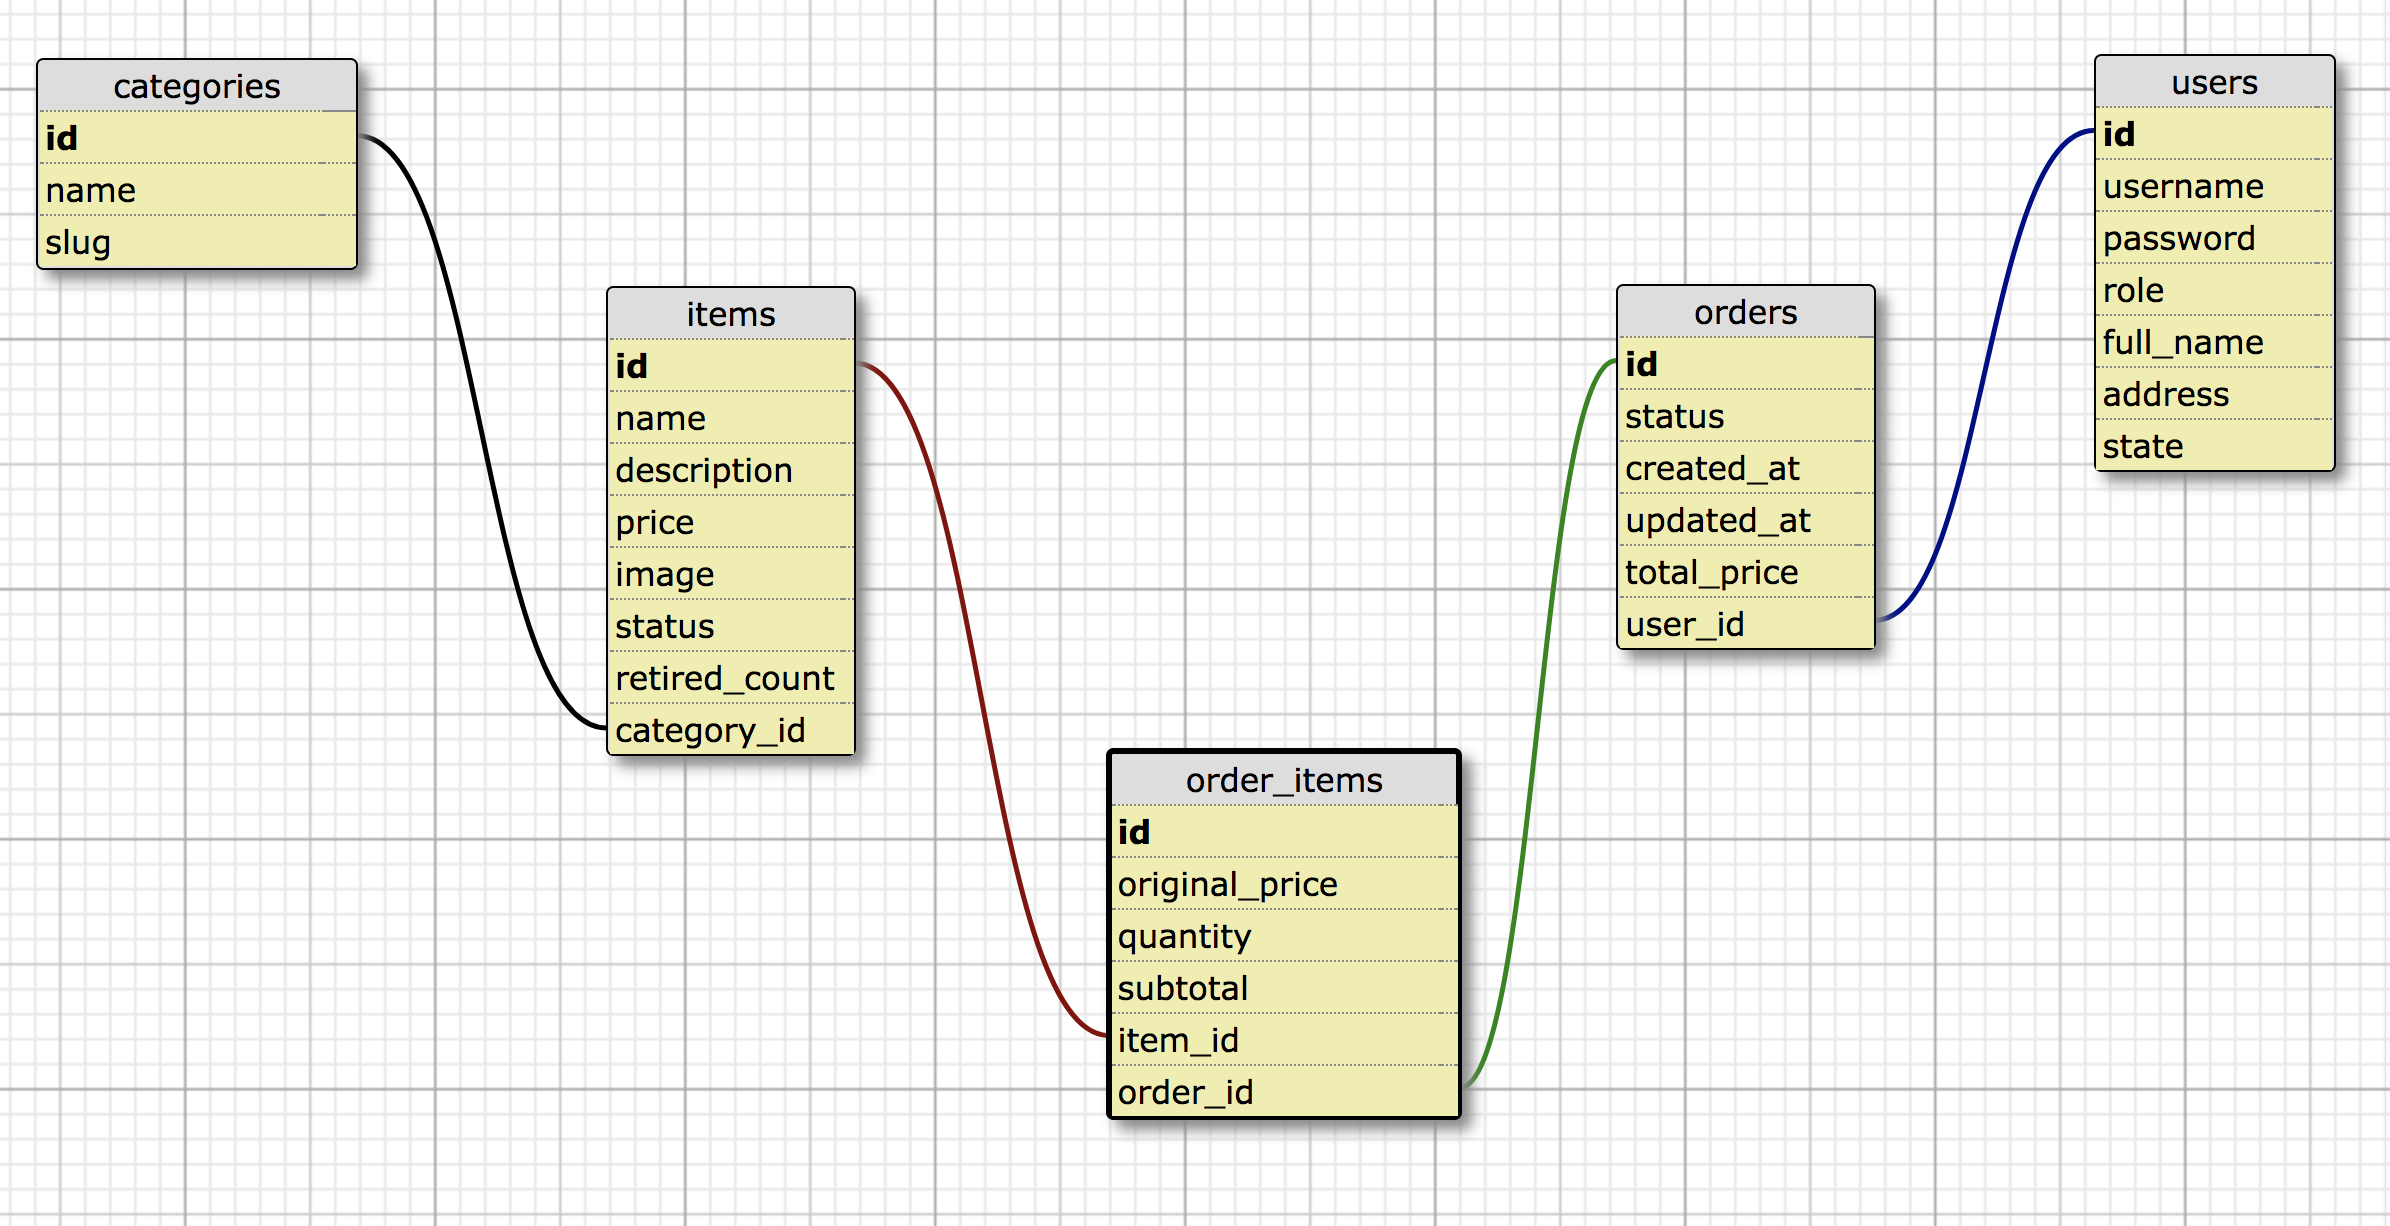 categories
id
name
slug
items
id
name
description
price
image
status
retired_count
category_id
order_items
id
original_price
quantity
subtotal
item_id
order_id
orders
id
status
created_at
updated_at
total_price
user_id
users
id
username
password
role
full_name
address
state